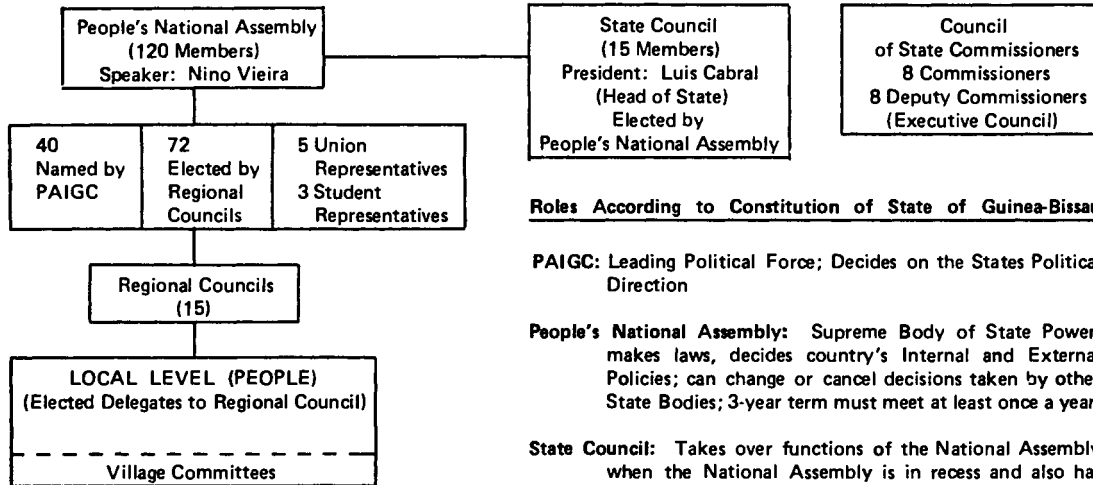 People's National Assembly
(120 Members)
Speaker: Nino Vieira
State Council
(15 Members)
President: Luis Cabral
(Head of State)
Elected by
People's National Assembly
Council
of State Commissioners
8 Commissioners
8 Deputy Commissioners
(Executive Council)
40
Named by
PAIGC
72
Elected by
Regional
Councils
5 Union
Representatives
3 Student
Representatives
Regional Councils
(15)
LOCAL LEVEL (PEOPLE)
(Elected Delegates to Regional Council)
Village Committees
Roles According to Constitution of State of Guinea-Bissau
PAIGC: Leading Political Force; Decides on the States Politica
Direction
People's National Assembly: Supreme Body of State Power
makes laws, decides country's Internal and Externa
Policies; can change or cancel decisions taken by othe
State Bodies; 3-year term must meet at least once a year
State Council: Takes over functions of the National Assembly
when the National Assembly is in recess and also ha